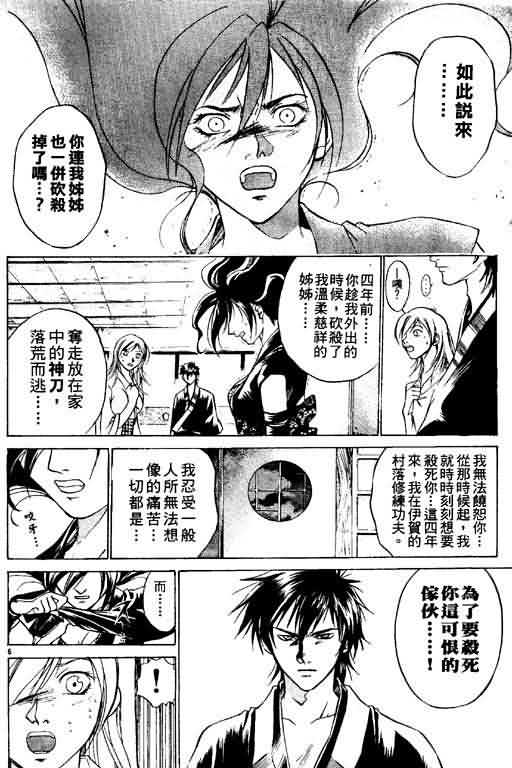 如此說來
………
你連我姊姊
也一併砍殺
掉了嗎…？
…
ㄧ咦？
四年前……
你趁我外出的
時候，砍殺了
我溫柔慈祥的
姊姊…
奪走放在家
中的神刀，
落荒而逃……
我無法饒恕你…
從那時候起，我
就時時刻刻想要
殺死你…這四年
來，我在伊賀的
村落修練功夫。
我忍受一般
人所無法想
像的痛苦…
一切都是…
咬牙
為了要殺死
你這可恨的
傢伙……！
而…
！
6